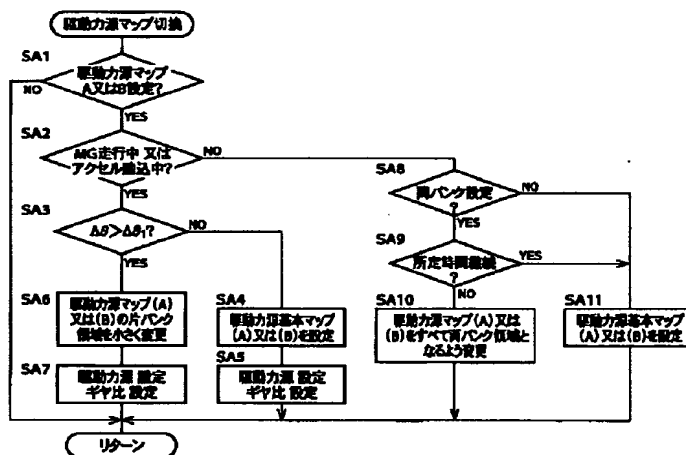 駆動力源マップ切換
SA1
駆動力源マップ
A又はB設定?
NO
YES
SA2
MG走行中 又は
アクセル踏込中?
NO
YES
SA3
Δθ>Δθ₁?
NO
YES
SA6
駆動力源マップ(A)
又は(B)の片バンク
領域を小さく変更
SA7
駆動力源 設定
ギヤ比 設定
SA4
駆動力源基本マップ
(A)又は(B)を設定
SA5
駆動力源 設定
ギヤ比 設定
SA8
両バンク設定
?
NO
YES
SA9
所定時間継続
?
YES
NO
SA10
駆動力源マップ(A)又は
(B)をすべて両バンク領域と
なるよう変更
SA11
駆動力源基本マップ
(A)又は(B)を設定
リターン